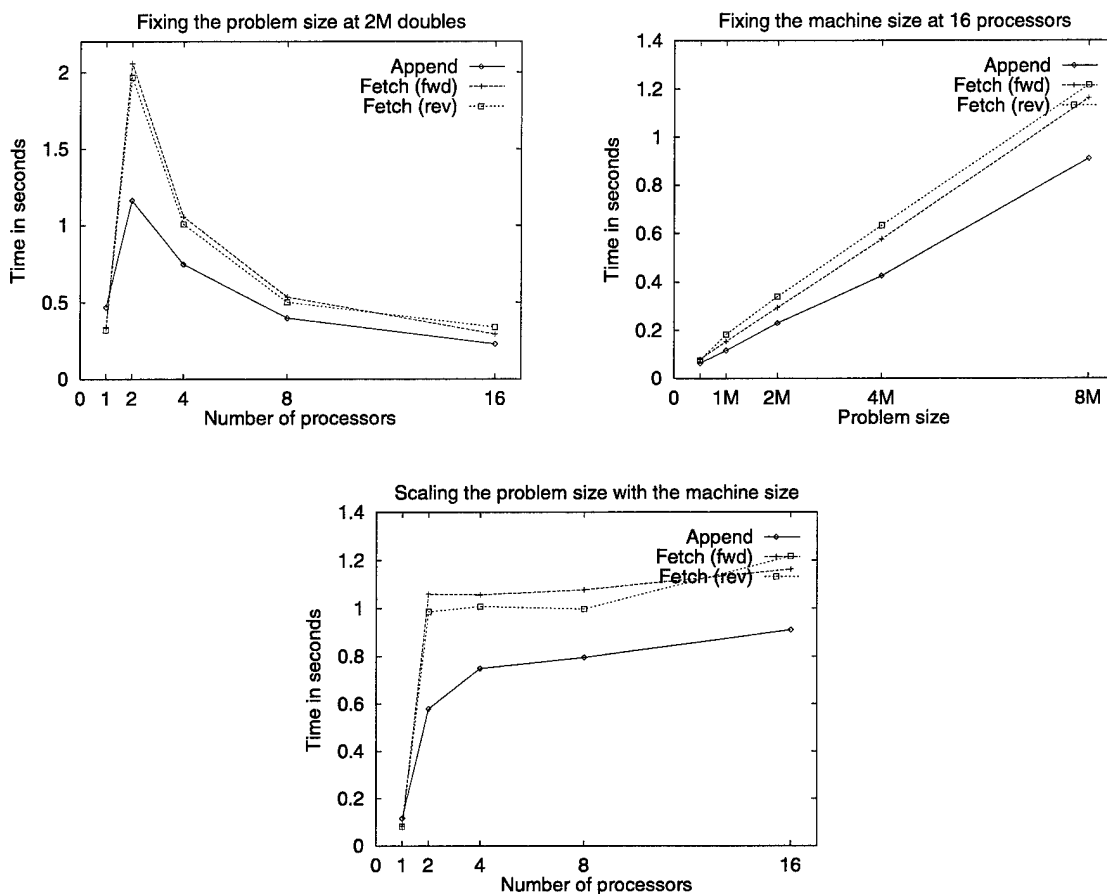 Fixing the problem size at 2M doubles
Append
Fetch (fwd)
Fetch (rev)
Time in seconds
2
1.5
1
0.5
0
0 1 2 4 8 16
Number of processors
Fixing the machine size at 16 processors
Append
Fetch (fwd)
Fetch (rev)
Time in seconds
1.4
1.2
1
0.8
0.6
0.4
0.2
0
0 1M 2M 4M 8M
Problem size
Scaling the problem size with the machine size
Append
Fetch (fwd)
Fetch (rev)
Time in seconds
1.4
1.2
1
0.8
0.6
0.4
0.2
0
0 1 2 4 8 16
Number of processors